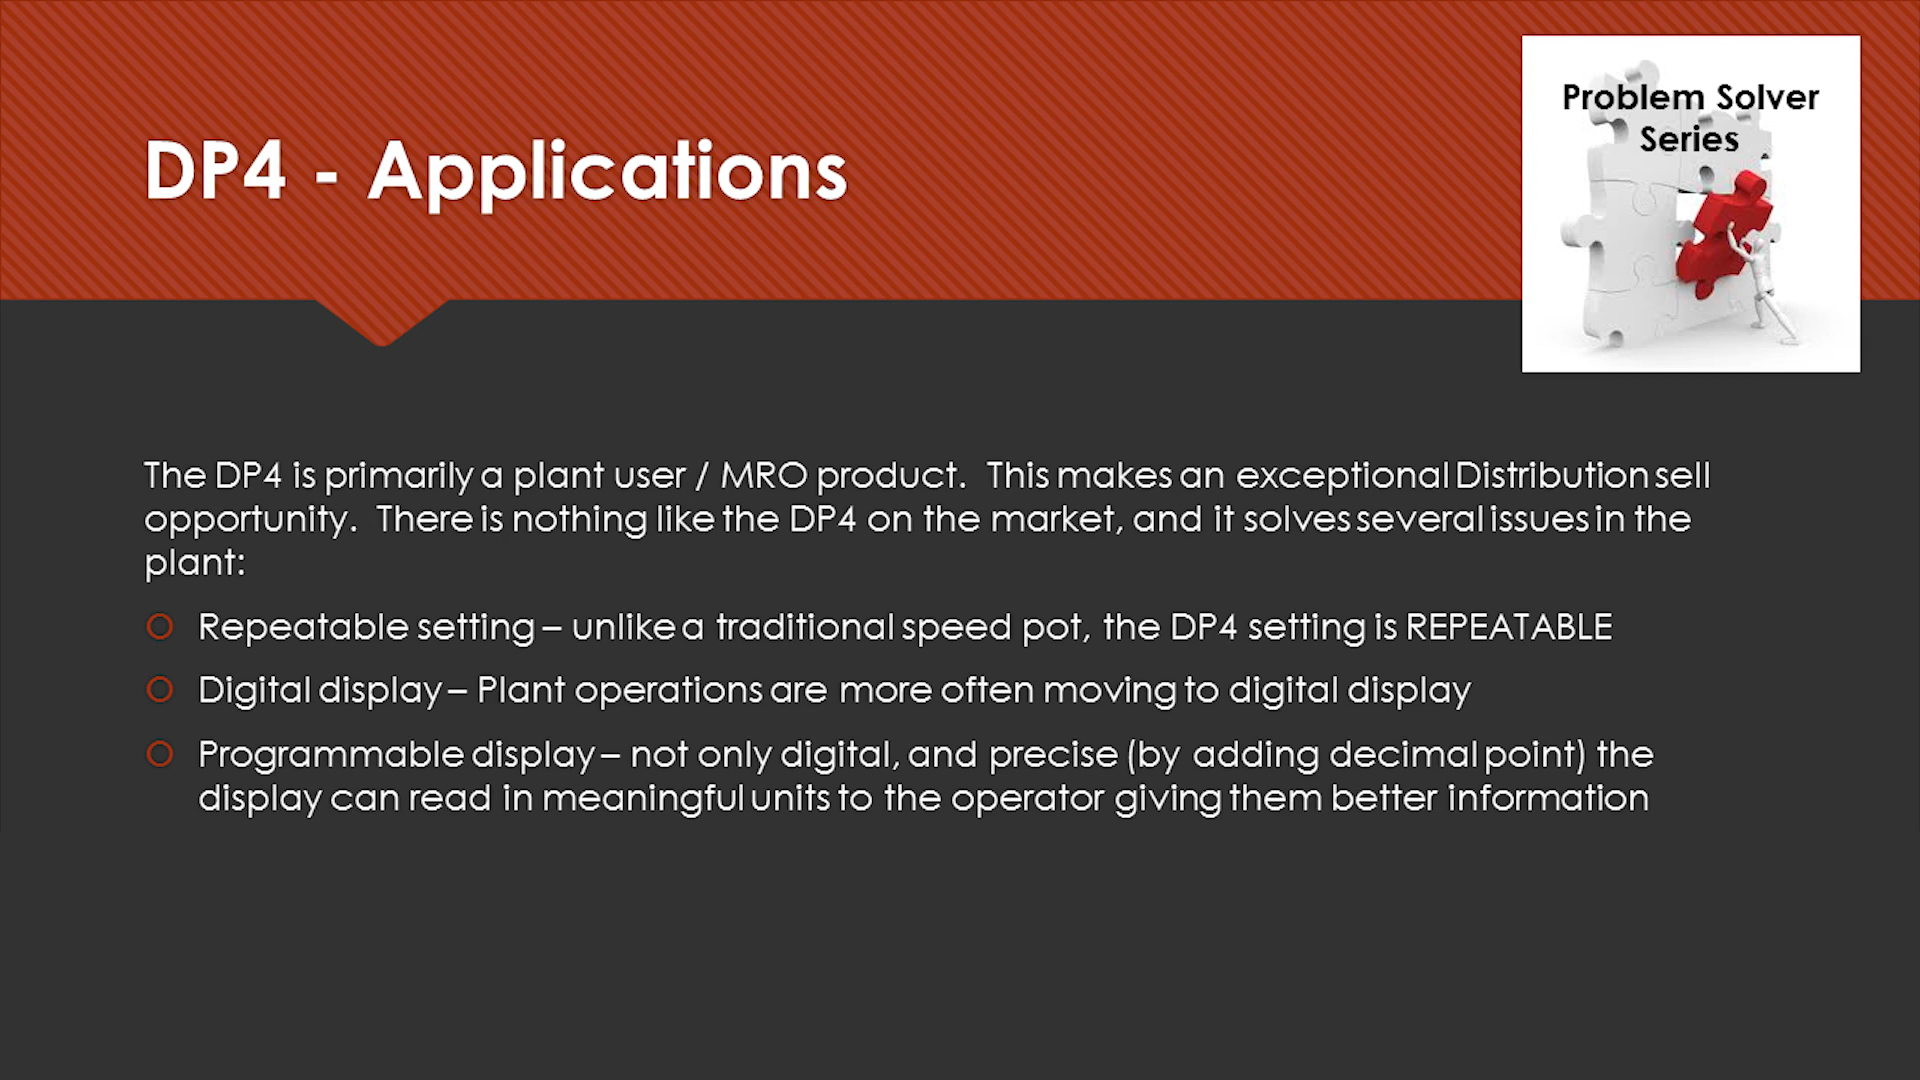 DP4 - Applications
Problem Solver
Series
The DP4 is primarily a plant user / MRO product.  This makes an exceptional Distribution sell
opportunity.  There is nothing like the DP4 on the market, and it solves several issues in the
plant:
Repeatable setting – unlike a traditional speed pot, the DP4 setting is REPEATABLE
Digital display – Plant operations are more often moving to digital display
Programmable display – not only digital, and precise (by adding decimal point) the
display can read in meaningful units to the operator giving them better information